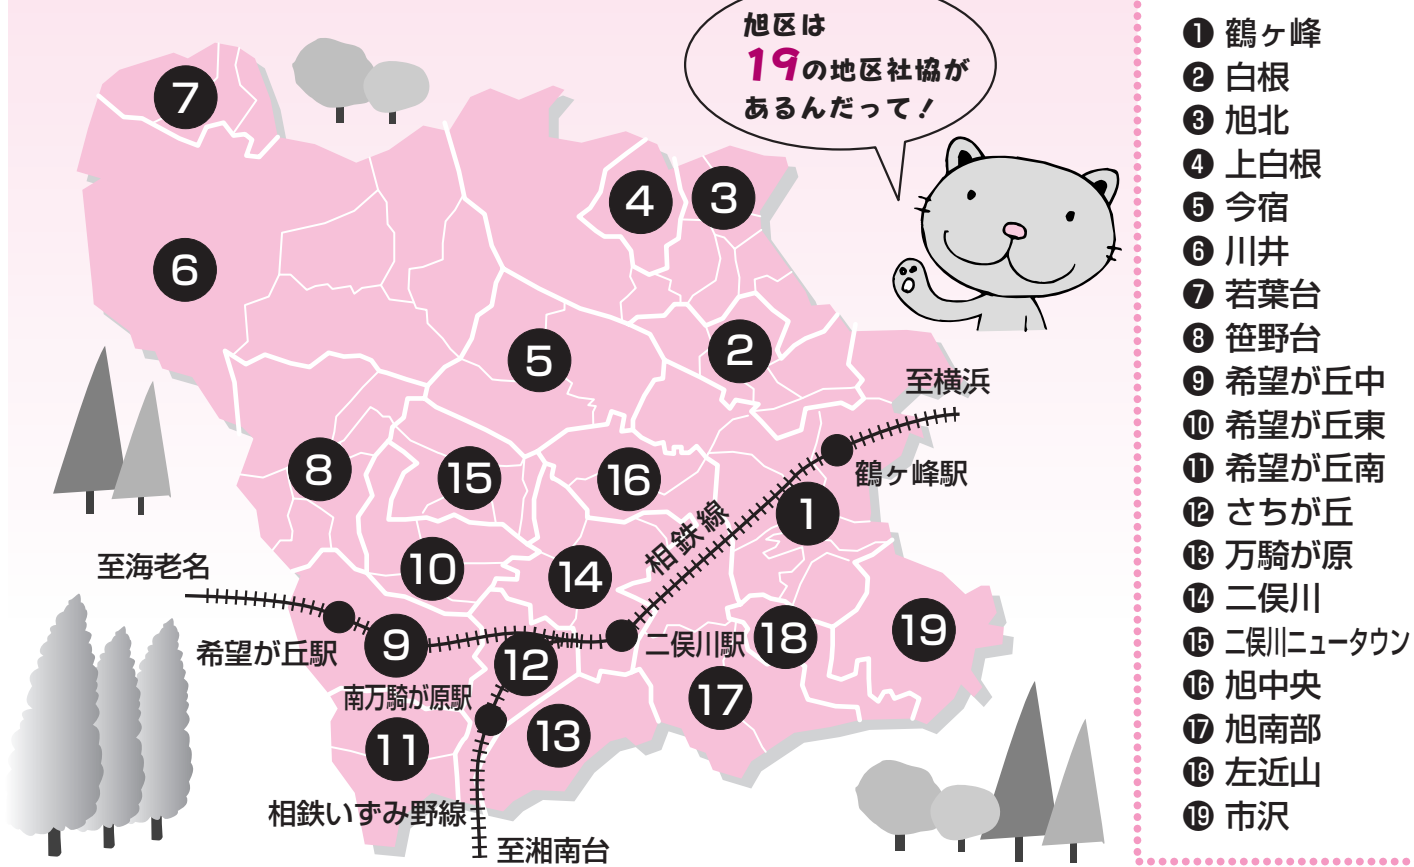 旭区は
19の地区社協が
あるんだって！
7
4
3
6
5
2
至横浜
8
15
16
鶴ヶ峰駅
1
相鉄線
至海老名
10
14
希望が丘駅
9
12
二俣川駅
18
19
南万騎が原駅
17
11
13
相鉄いずみ野線
至湘南台
❶ 鶴ヶ峰
❷ 白根
❸ 旭北
❹ 上白根
❺ 今宿
❻ 川井
❼ 若葉台
❽ 笹野台
❾ 希望が丘中
❿ 希望が丘東
⓫ 希望が丘南
⓬ さちが丘
⓭ 万騎が原
⓮ 二俣川
⓯ 二俣川ニュータウン
⓰ 旭中央
⓱ 旭南部
⓲ 左近山
⓳ 市沢